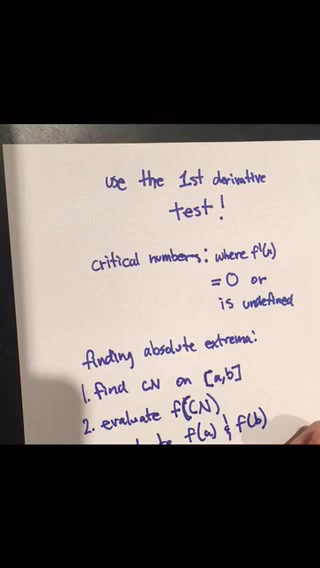 use the 1st derivative
test!
critical numbers: where f'(x)
= 0 or
is undefined
finding absolute extrema:
1. find CN on [a,b]
2. evaluate f(CN)
f(a) & f(b)